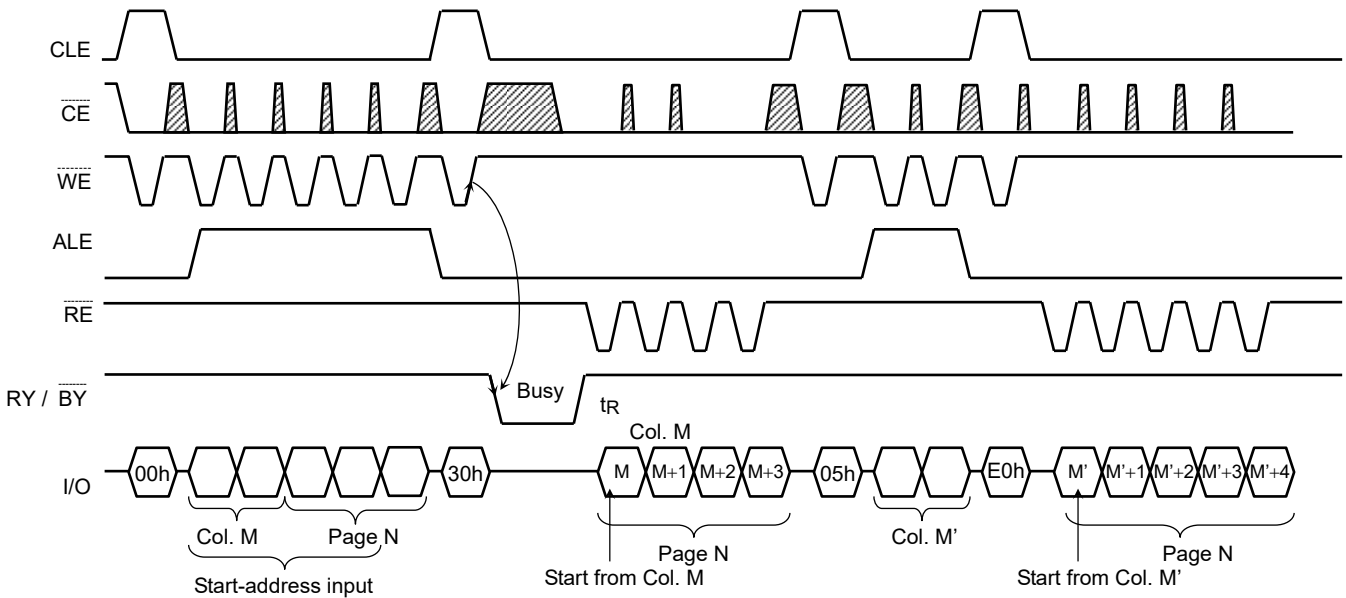 CLE
CE
WE
ALE
RE
RY / BY
Busy
tR
Col. M
I/O
00h
30h
M
M+1
M+2
M+3
05h
E0h
M'
M'+1
M'+2
M'+3
M'+4
Col. M
Page N
Start-address input
Page N
Start from Col. M
Col. M’
Page N
Start from Col. M’